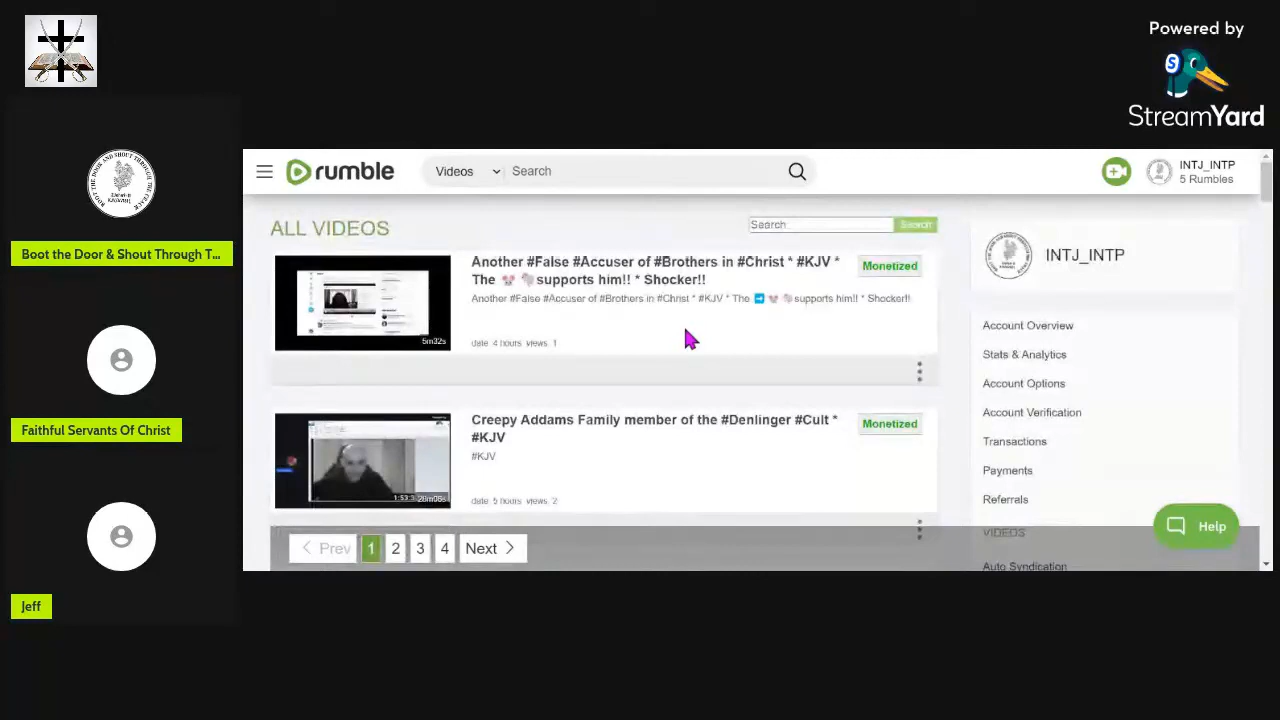 Powered by
StreamYard
Boot the Door & Shout Through T...
Faithful Servants Of Christ
Jeff
rumble
Videos
Search
INTJ_INTP
5 Rumbles
ALL VIDEOS
Search
Search
Another #False #Accuser of #Brothers in #Christ * #KJV *
The 🐭 🧠supports him!! * Shocker!!
Monetized
Another #False #Accuser of #Brothers in #Christ * #KJV * The ➡️ 🐭 🧠supports him!! * Shocker!!
5m32s
date 4 hours views 1
Creepy Addams Family member of the #Denlinger #Cult *
#KJV
Monetized
#KJV
date 5 hours views 2
Prev
1
2
3
4
Next
INTJ_INTP
Account Overview
Stats & Analytics
Account Options
Account Verification
Transactions
Payments
Referrals
VIDEOS
Auto Syndication
Help